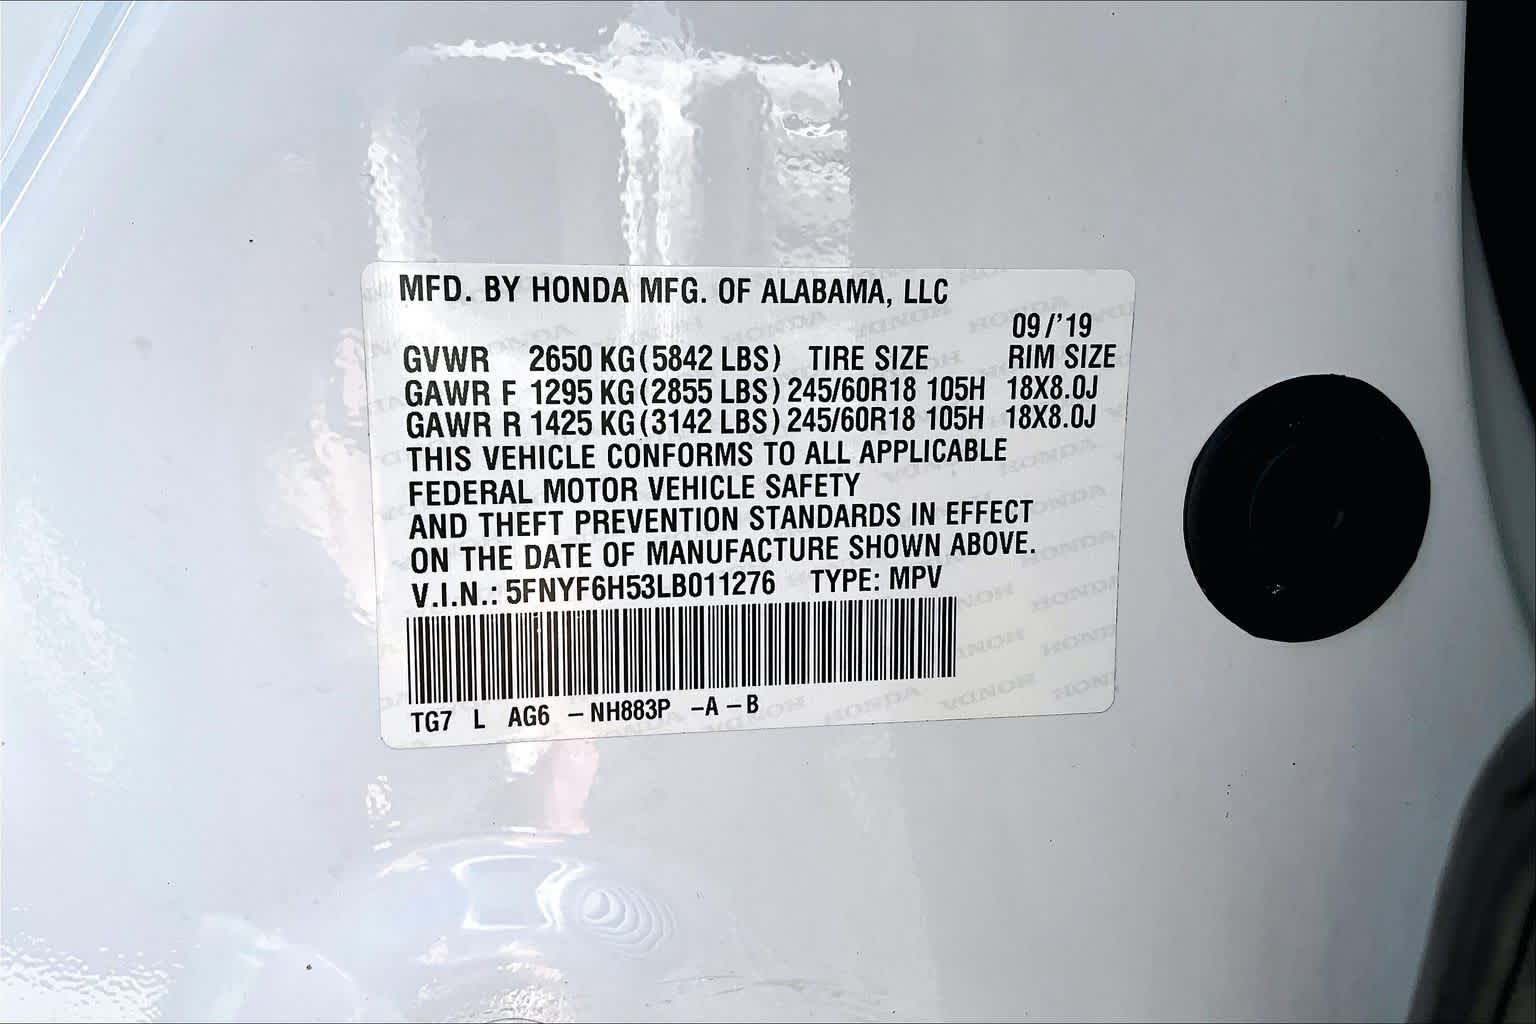 MFD. BY HONDA MFG. OF ALABAMA, LLC
09/'19
GVWR 2650 KG(5842 LBS) TIRE SIZE RIM SIZE
GAWR F 1295 KG(2855 LBS) 245/60R18 105H 18X8.0J
GAWR R 1425 KG(3142 LBS) 245/60R18 105H 18X8.0J
THIS VEHICLE CONFORMS TO ALL APPLICABLE
FEDERAL MOTOR VEHICLE SAFETY
AND THEFT PREVENTION STANDARDS IN EFFECT
ON THE DATE OF MANUFACTURE SHOWN ABOVE.
V.I.N.: 5FNYF6H53LB011276 TYPE: MPV
TG7 L AG6 –NH883P –A–B